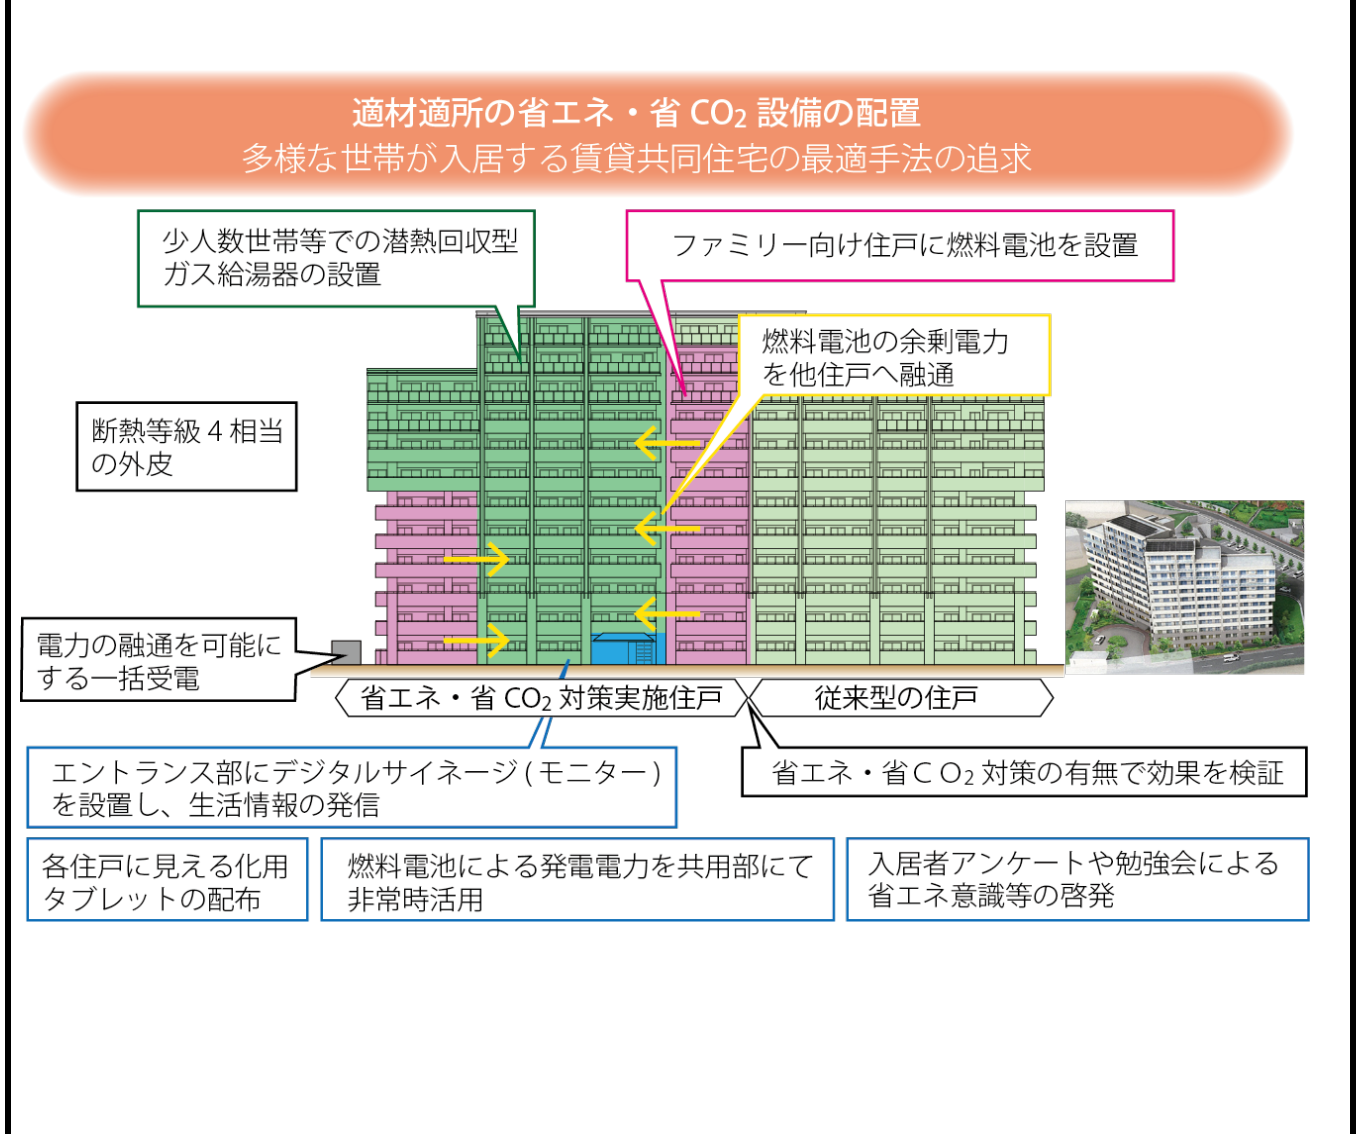 適材適所の省エネ・省 CO₂ 設備の配置
多様な世帯が入居する賃貸共同住宅の最適手法の追求
少人数世帯等での潜熱回収型
ガス給湯器の設置
ファミリー向け住戸に燃料電池を設置
燃料電池の余剰電力
を他住戸へ融通
断熱等級 4 相当
の外皮
電力の融通を可能に
する一括受電
省エネ・省 CO₂ 対策実施住戸
従来型の住戸
エントランス部にデジタルサイネージ ( モニター )
を設置し、生活情報の発信
省エネ・省ＣＯ₂ 対策の有無で効果を検証
各住戸に見える化用
タブレットの配布
燃料電池による発電電力を共用部にて
非常時活用
入居者アンケートや勉強会による
省エネ意識等の啓発